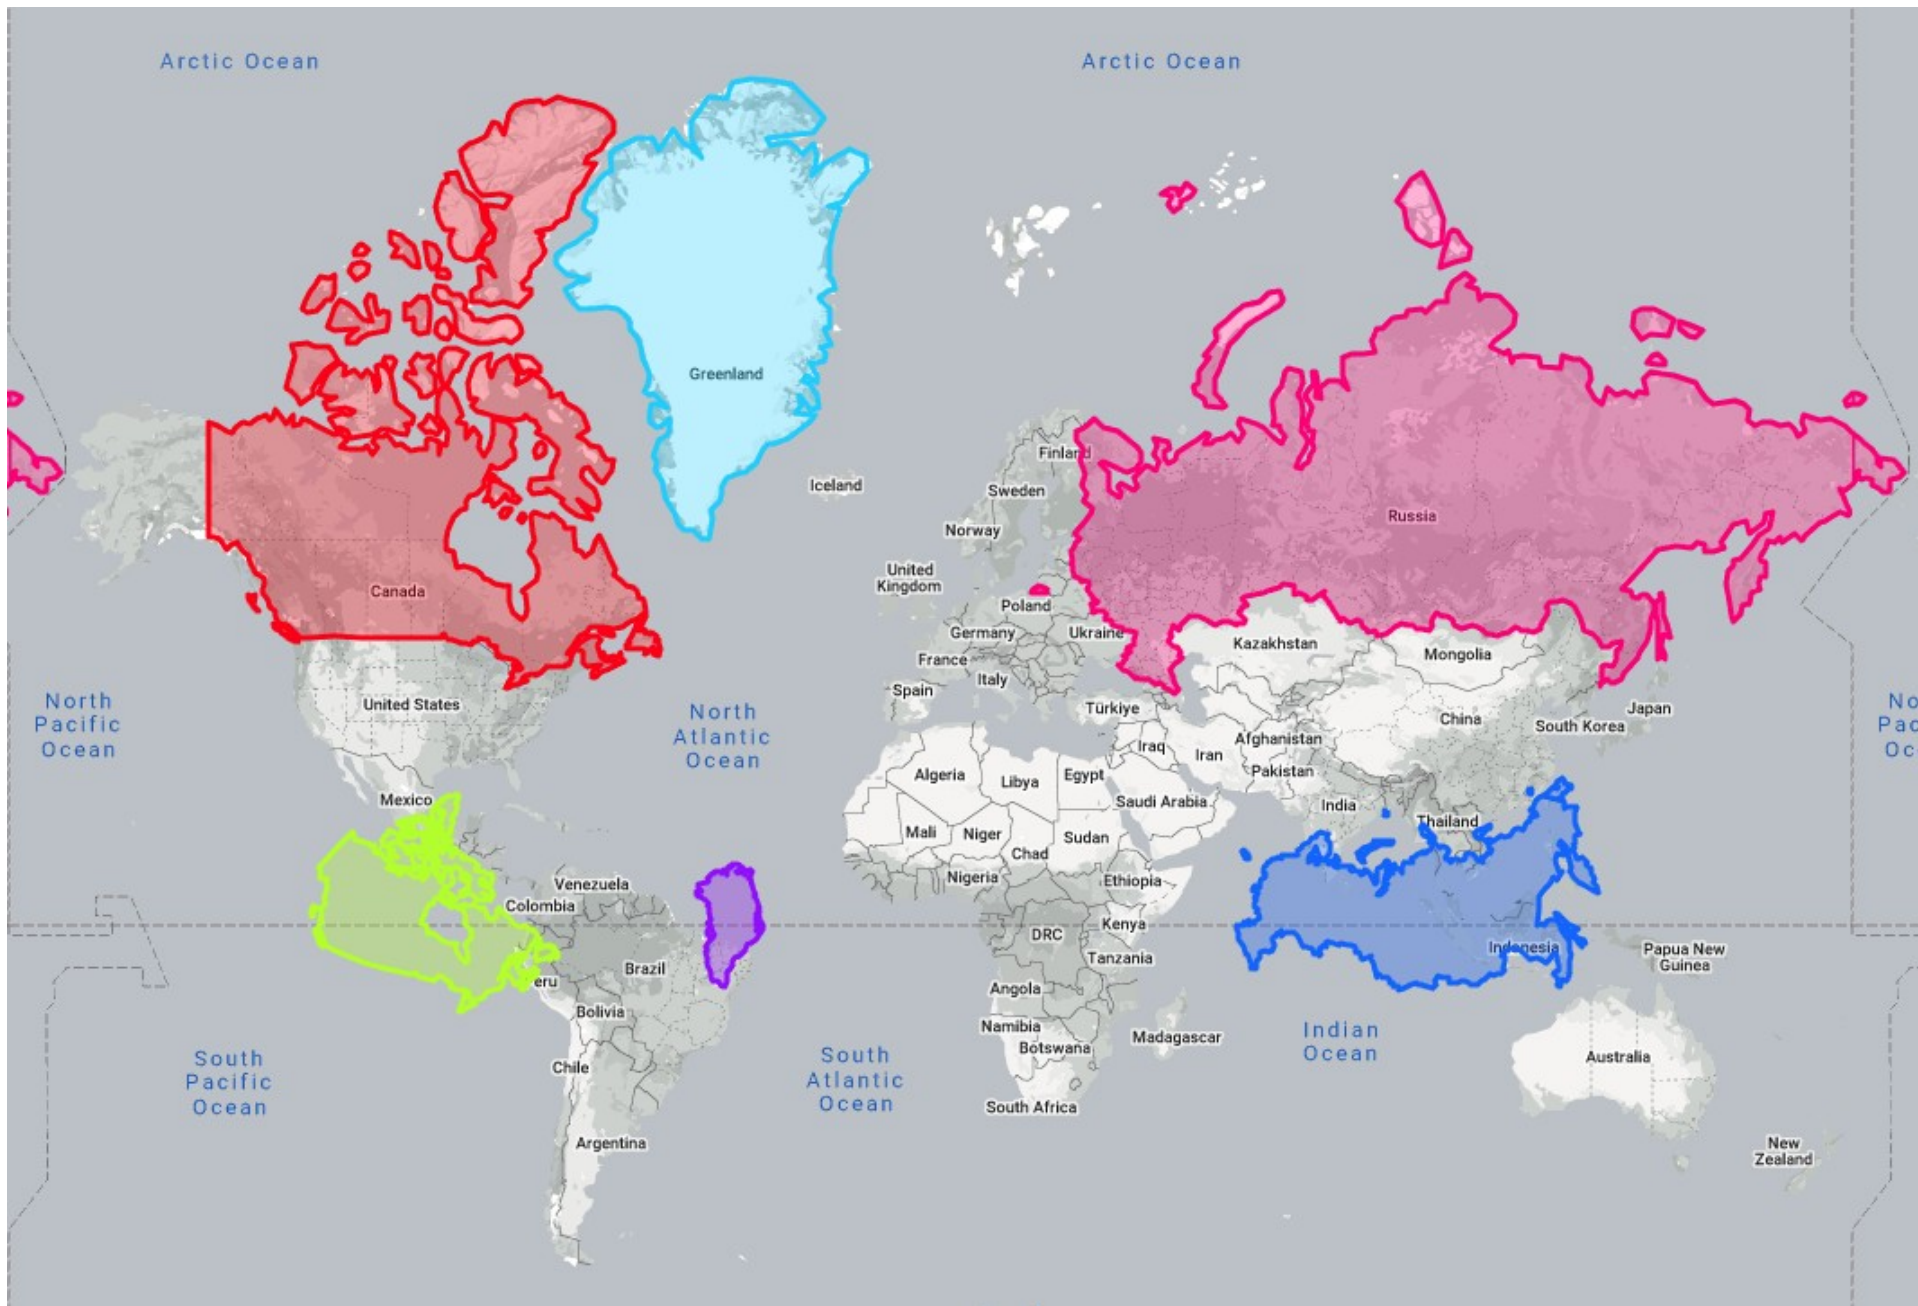 Arctic Ocean
Arctic Ocean
Greenland
Finland
Iceland
Sweden
Russia
Norway
United
Kingdom
Canada
Poland
Germany
Ukraine
Kazakhstan
Mongolia
France
Italy
Spain
Türkiye
United States
North
Pacific
Ocean
North
Atlantic
Ocean
China
Japan
South Korea
No
Pac
Oc
Afghanistan
Iraq
Iran
Pakistan
Algeria
Libya
Egypt
Saudi Arabia
India
Mexico
Thailand
Mali
Niger
Sudan
Chad
Nigeria
Ethiopia
Venezuela
Colombia
Kenya
DRC
Indonesia
Papua New
Guinea
Tanzania
Brazil
eru
Angola
Bolivia
Namibia
Botswana
Madagascar
Indian
Ocean
Australia
South
Pacific
Ocean
Chile
South
Atlantic
Ocean
South Africa
Argentina
New
Zealand